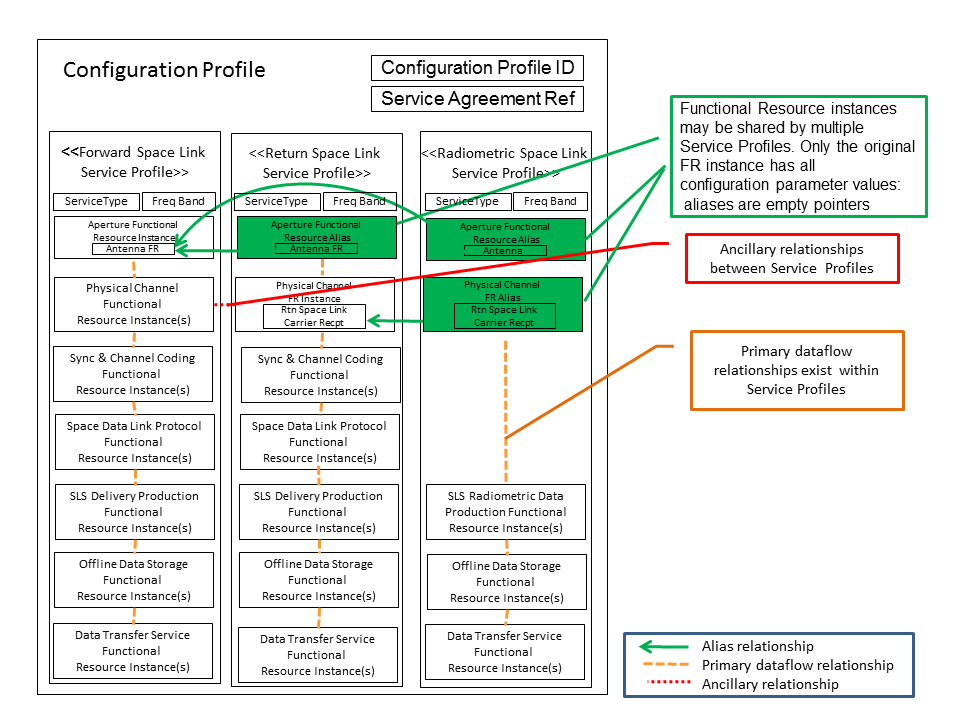 Configuration Profile
Configuration Profile ID
Service Agreement Ref
<<Forward Space Link
Service Profile>>
ServiceType
Freq Band
Aperture Functional
Resource Instance
Antenna FR
Physical Channel
Functional
Resource Instance(s)
Sync & Channel Coding
Functional
Resource Instance(s)
Space Data Link Protocol
Functional
Resource Instance(s)
SLS Delivery Production
Functional
Resource Instance(s)
Offline Data Storage
Functional
Resource Instance(s)
Data Transfer Service
Functional
Resource Instance(s)
<<Return Space Link
Service Profile>>
ServiceType
Freq Band
Aperture Functional
Resource Alias
Antenna FR
Physical Channel
FR Instance
Rtn Space Link
Carrier Recpt
Sync & Channel Coding
Functional
Resource Instance(s)
Space Data Link Protocol
Functional
Resource Instance(s)
SLS Delivery Production
Functional
Resource Instance(s)
Offline Data Storage
Functional
Resource Instance(s)
Data Transfer Service
Functional
Resource Instance(s)
<<Radiometric Space Link
Service Profile>>
ServiceType
Freq Band
Aperture Functional
Resource Alias
Antenna
Physical Channel
FR Alias
Rtn Space Link
Carrier Recpt
SLS Radiometric Data
Production Functional
Resource Instance(s)
Offline Data Storage
Functional
Resource Instance(s)
Data Transfer Service
Functional
Resource Instance(s)
Functional Resource instances
may be shared by multiple
Service Profiles. Only the original
FR instance has all
configuration parameter values:
aliases are empty pointers
Ancillary relationships
between Service Profiles
Primary dataflow
relationships exist within
Service Profiles
Alias relationship
Primary dataflow relationship
Ancillary relationship